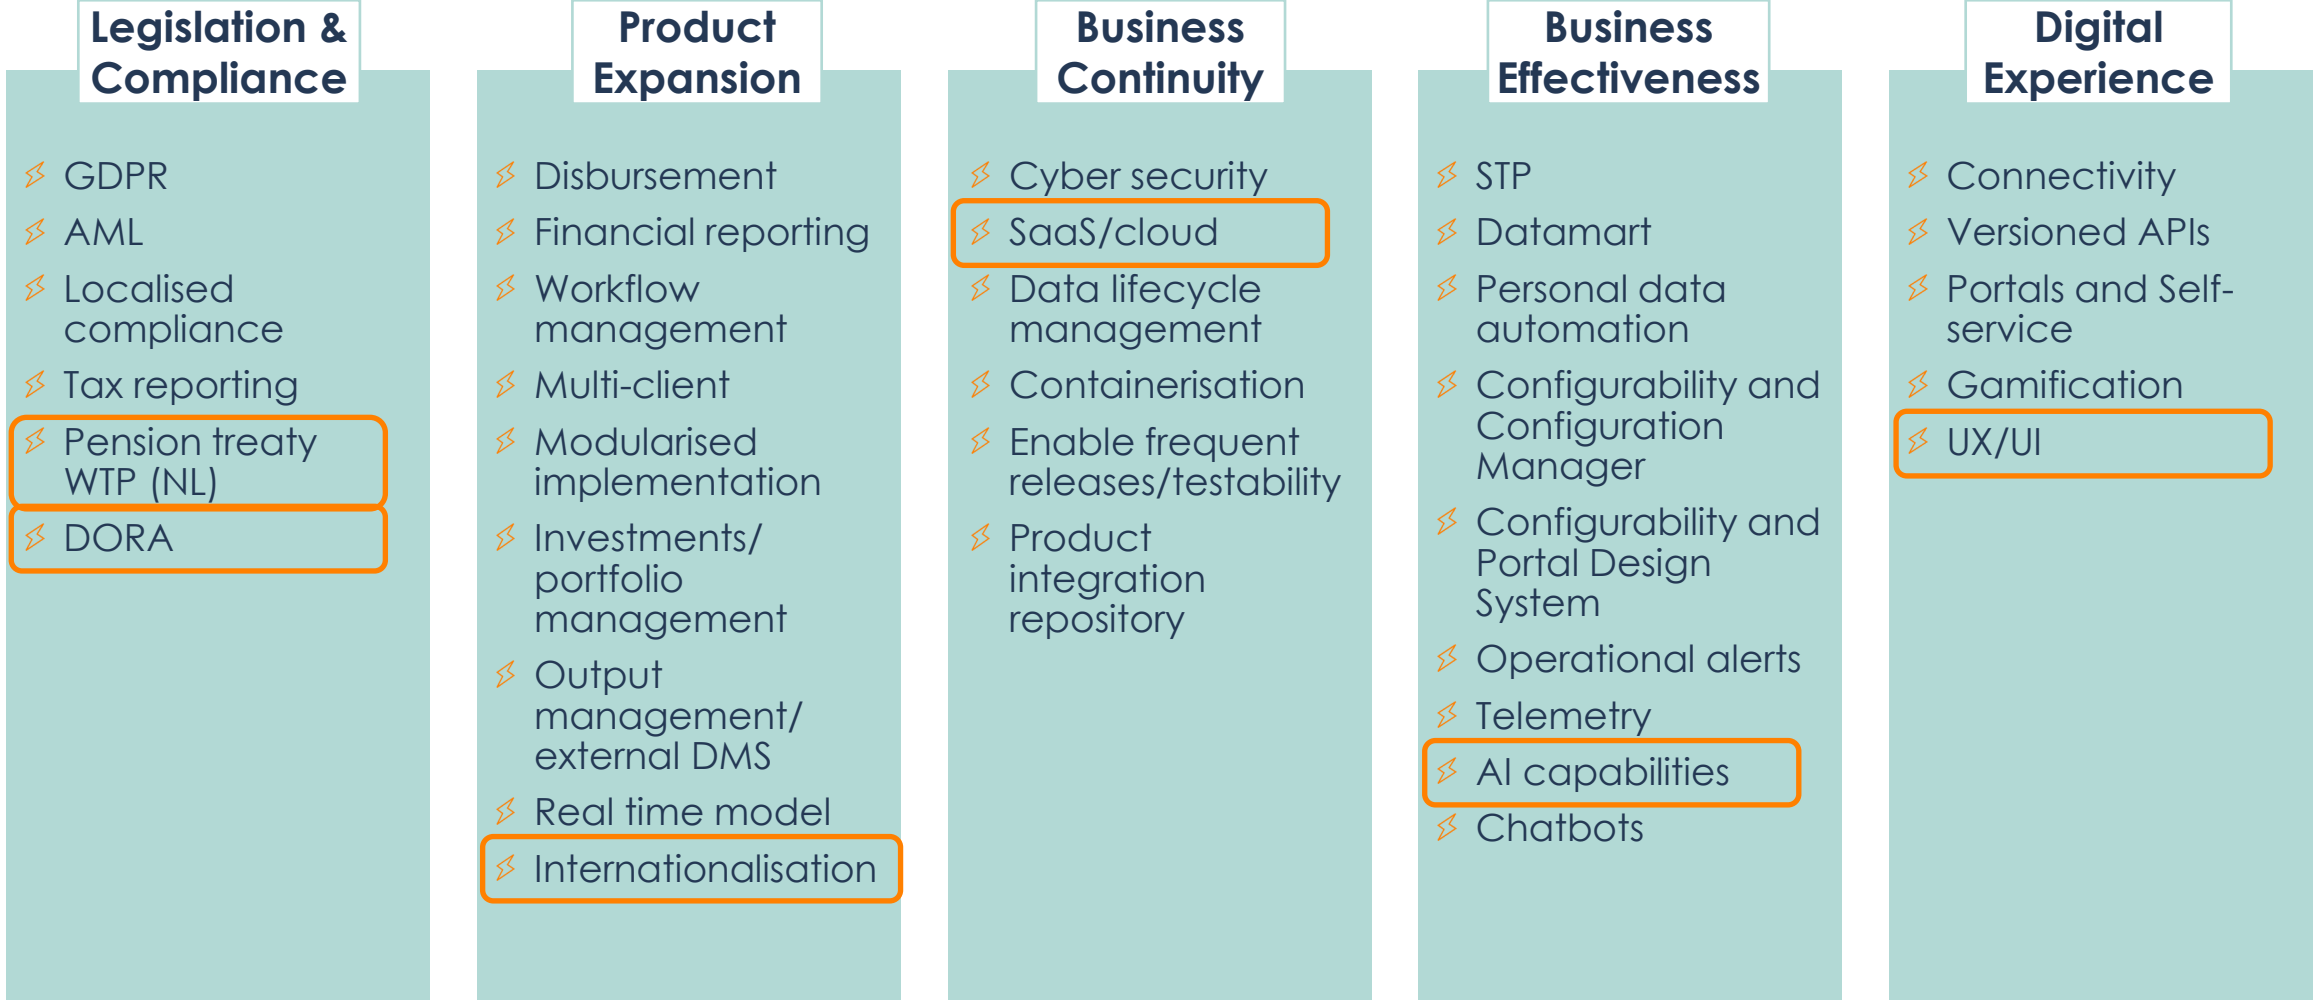 Legislation &
Compliance
GDPR
AML
Localised
compliance
Tax reporting
Pension treaty
WTP (NL)
DORA
Product
Expansion
Disbursement
Financial reporting
Workflow
management
Multi-client
Modularised
implementation
Investments/
portfolio
management
Output
management/
external DMS
Real time model
Internationalisation
Business
Continuity
Cyber security
SaaS/cloud
Data lifecycle
management
Containerisation
Enable frequent
releases/testability
Product
integration
repository
Business
Effectiveness
STP
Datamart
Personal data
automation
Configurability and
Configuration
Manager
Configurability and
Portal Design
System
Operational alerts
Telemetry
AI capabilities
Chatbots
Digital
Experience
Connectivity
Versioned APIs
Portals and Self-
service
Gamification
UX/UI